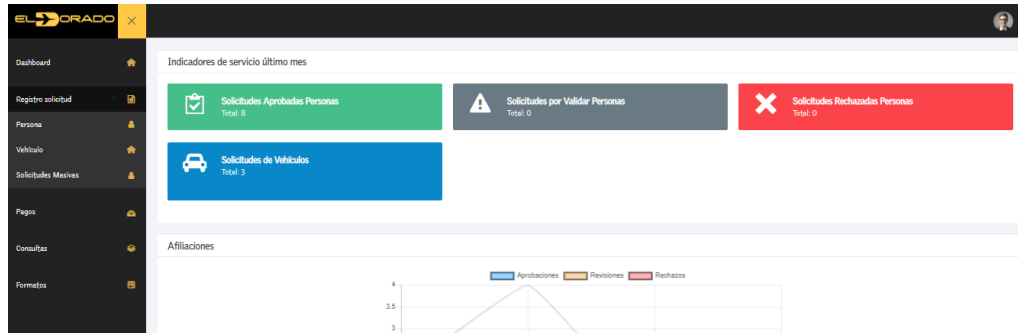 EL DORADO
Dashboard
Registro solicitud
Persona
Vehículo
Solicitudes Masivas
Pagos
Consultas
Formatos
Indicadores de servicio último mes
Solicitudes Aprobadas Personas
Total: 8
Solicitudes por Validar Personas
Total: 0
Solicitudes Rechazadas Personas
Total: 0
Solicitudes de Vehículos
Total: 3
Afiliaciones
Aprobaciones Revisiones Rechazos
4
3.5
3